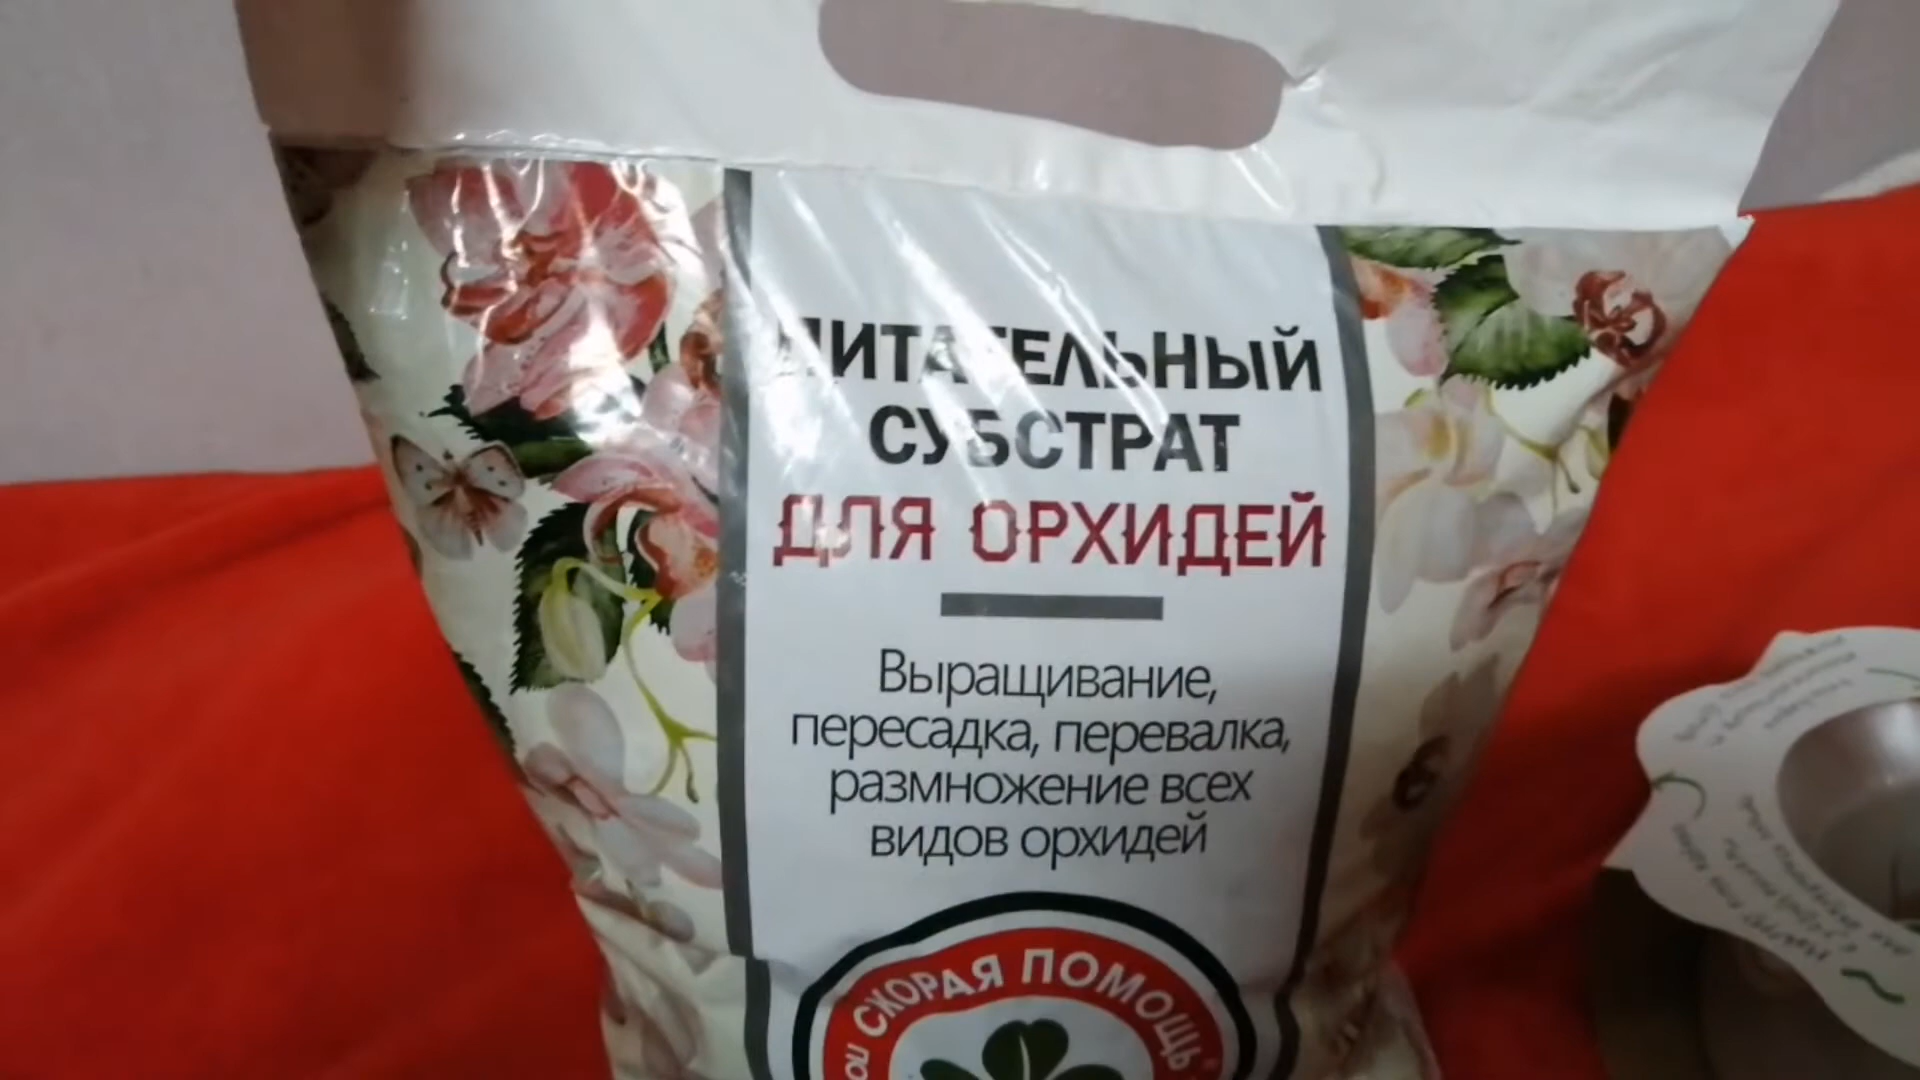 ПИТАТЕЛЬНЫЙ
СУБСТРАТ
ДЛЯ ОРХИДЕЙ
Выращивание,
пересадка, перевалка,
размножение всех
видов орхидей
СКОРАЯ ПОМОЩЬ